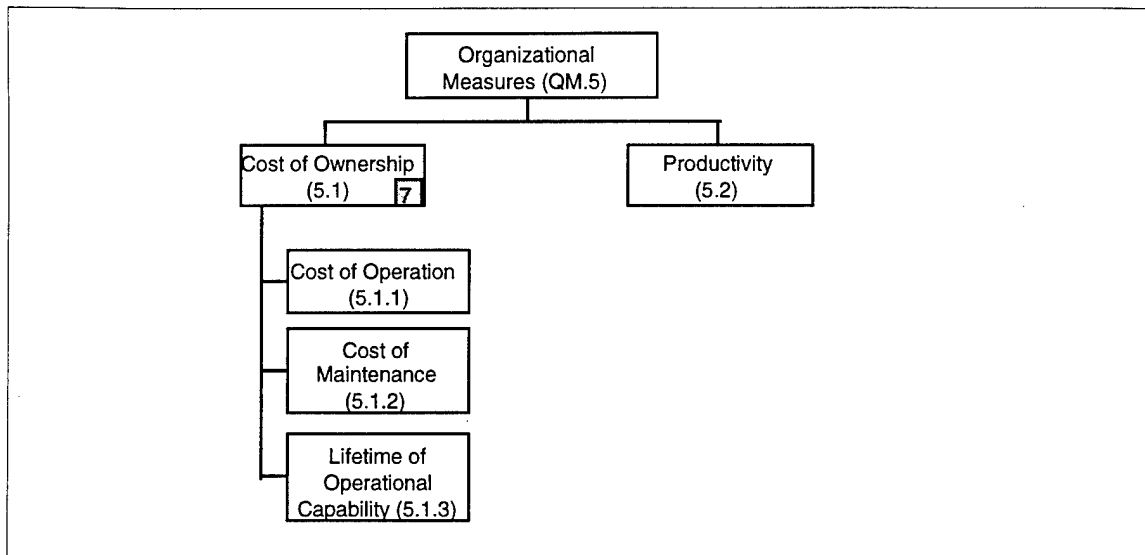 Organizational
Measures (QM.5)
Cost of Ownership
(5.1)
7
Productivity
(5.2)
Cost of Operation
(5.1.1)
Cost of
Maintenance
(5.1.2)
Lifetime of
Operational
Capability (5.1.3)